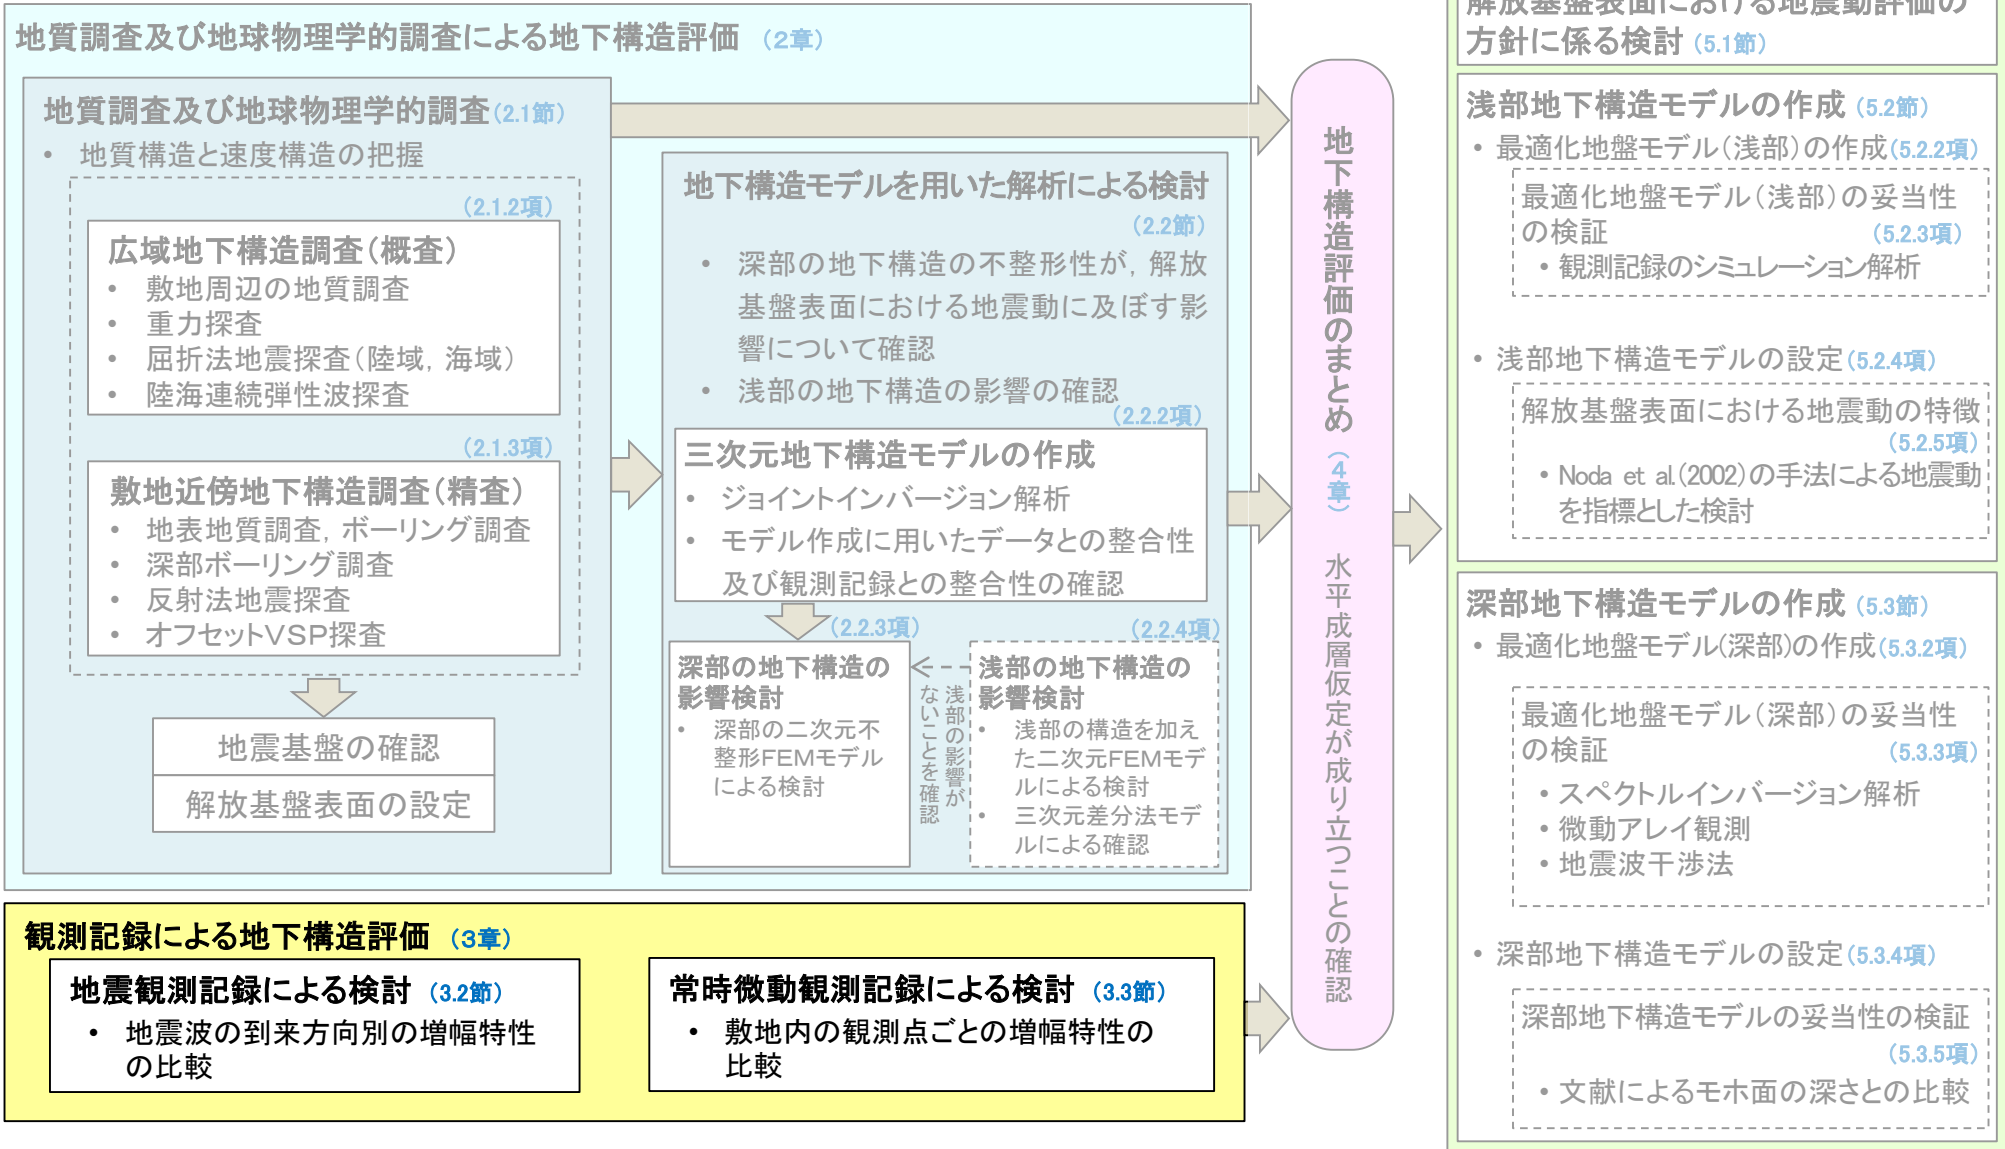 地質調査及び地球物理学的調査による地下構造評価 （２章）
地質調査及び地球物理学的調査(2.1節)
• 地質構造と速度構造の把握
(2.1.2項)
広域地下構造調査(概査)
• 敷地周辺の地質調査
• 重力探査
• 屈折法地震探査(陸域，海域)
• 陸海連続弾性波探査
(2.1.3項)
敷地近傍地下構造調査(精査)
• 地表地質調査，ボーリング調査
• 深部ボーリング調査
• 反射法地震探査
• オフセットVSP探査
地震基盤の確認
解放基盤表面の設定
地下構造モデルを用いた解析による検討
(2.2節)
• 深部の地下構造の不整形性が，解放
基盤表面における地震動に及ぼす影
響について確認
• 浅部の地下構造の影響の確認
(2.2.2項)
三次元地下構造モデルの作成
• ジョイントインバージョン解析
• モデル作成に用いたデータとの整合性
及び観測記録との整合性の確認
(2.2.3項)
深部の地下構造の
影響検討
• 深部の二次元不
整形FEMモデル
による検討
浅部の影響が
ないことを確認
(2.2.4項)
浅部の地下構造の
影響検討
• 浅部の構造を加え
た二次元FEMモデ
ルによる検討
• 三次元差分法モデ
ルによる確認
観測記録による地下構造評価 （３章）
地震観測記録による検討 （3.2節）
• 地震波の到来方向別の増幅特性
の比較
常時微動観測記録による検討 （3.3節）
• 敷地内の観測点ごとの増幅特性の
比較
地下構造評価のまとめ（４章） 水平成層仮定が成り立つことの確認
解放基盤表面における地震動評価の
方針に係る検討 (5.1節)
浅部地下構造モデルの作成 (5.2節)
• 最適化地盤モデル(浅部)の作成(5.2.2項)
最適化地盤モデル(浅部)の妥当性
の検証 (5.2.3項)
• 観測記録のシミュレーション解析
• 浅部地下構造モデルの設定(5.2.4項)
解放基盤表面における地震動の特徴
(5.2.5項)
• Noda et al.(2002)の手法による地震動
を指標とした検討
深部地下構造モデルの作成 (5.3節)
• 最適化地盤モデル(深部)の作成(5.3.2項)
最適化地盤モデル(深部)の妥当性
の検証 (5.3.3項)
• スペクトルインバージョン解析
• 微動アレイ観測
• 地震波干渉法
• 深部地下構造モデルの設定(5.3.4項)
深部地下構造モデルの妥当性の検証
(5.3.5項)
• 文献によるモホ面の深さとの比較